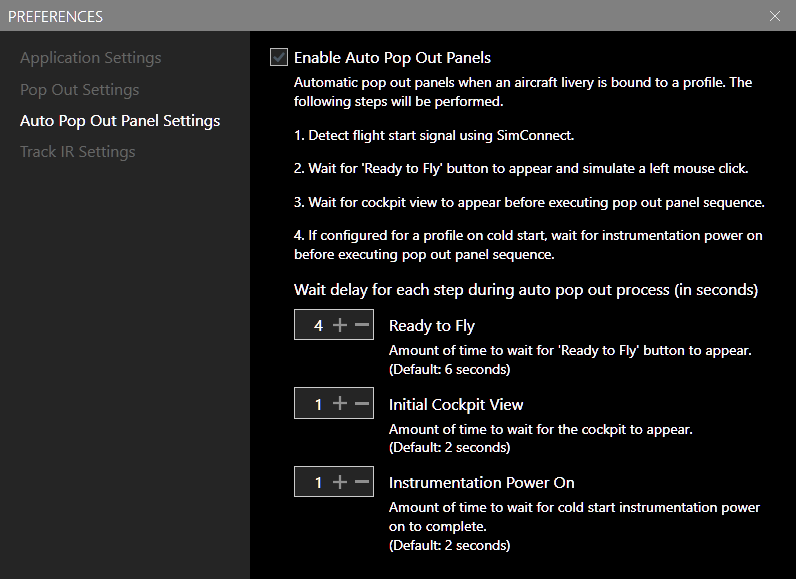 PREFERENCES
Application Settings
Pop Out Settings
Auto Pop Out Panel Settings
Track IR Settings
Enable Auto Pop Out Panels
Automatic pop out panels when an aircraft livery is bound to a profile. The
following steps will be performed.
1. Detect flight start signal using SimConnect.
2. Wait for 'Ready to Fly' button to appear and simulate a left mouse click.
3. Wait for cockpit view to appear before executing pop out panel sequence.
4. If configured for a profile on cold start, wait for instrumentation power on
before executing pop out panel sequence.
Wait delay for each step during auto pop out process (in seconds)
4 Ready to Fly
Amount of time to wait for 'Ready to Fly' button to appear.
(Default: 6 seconds)
1 Initial Cockpit View
Amount of time to wait for the cockpit to appear.
(Default: 2 seconds)
1 Instrumentation Power On
Amount of time to wait for cold start instrumentation power
on to complete.
(Default: 2 seconds)